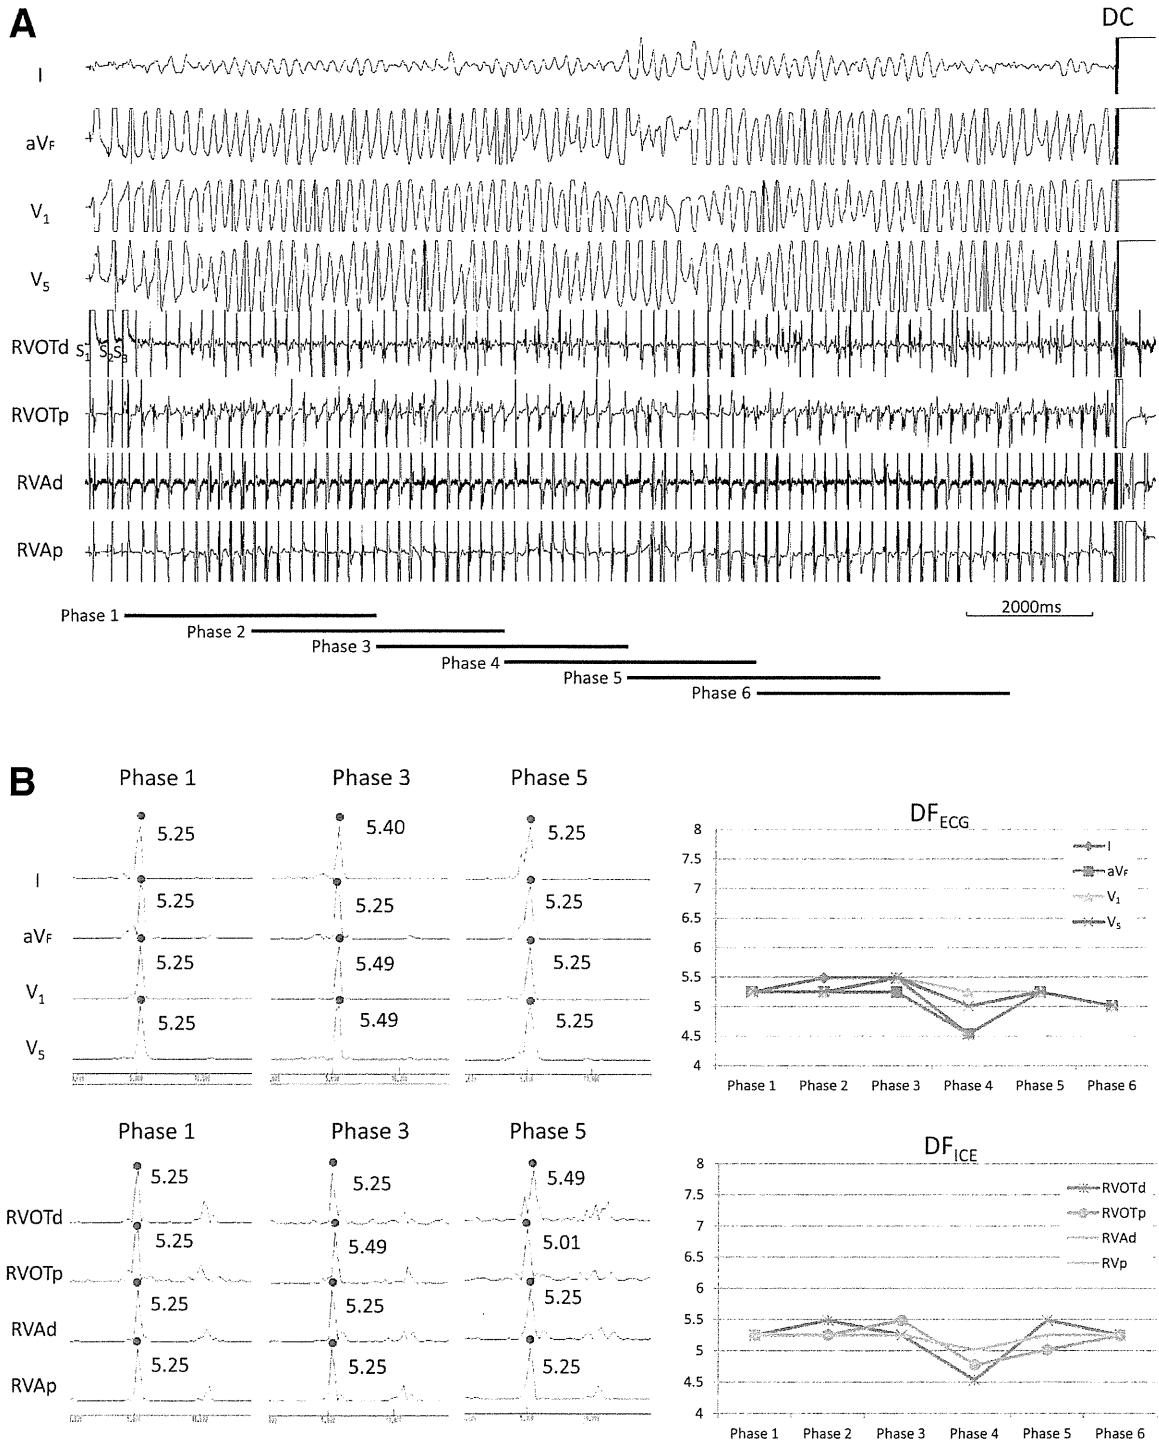 A
DC
I
aVF
V1
V5
RVOTd
S1 S2S3
RVOTp
RVAd
RVAp
2000ms
Phase 1
Phase 2
Phase 3
Phase 4
Phase 5
Phase 6
B
Phase 1 Phase 3 Phase 5
5.25 5.40 5.25
I
5.25 5.25 5.25
aVF
5.25 5.49 5.25
V1
5.25 5.49 5.25
V5
DFECG
8
7.5
7
6.5
6
5.5
5
4.5
4
I
aVF
V1
V5
Phase 1 Phase 2 Phase 3 Phase 4 Phase 5 Phase 6
Phase 1 Phase 3 Phase 5
5.25 5.25 5.49
RVOTd
5.25 5.49 5.01
RVOTp
5.25 5.25 5.25
RVAd
5.25 5.25 5.25
RVAp
DFICE
8
7.5
7
6.5
6
5.5
5
4.5
4
RVOTd
RVOTp
RVAd
RVp
Phase 1 Phase 2 Phase 3 Phase 4 Phase 5 Phase 6